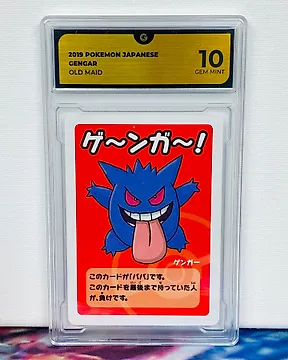 G
2019 POKEMON JAPANESE
GENGAR
OLD MAID
10
GEM MINT
ゲ〜ンガ〜!
ゲンガー
このカードが「ババ」です。
このカードを最後まで持っていた人
が、負けです。